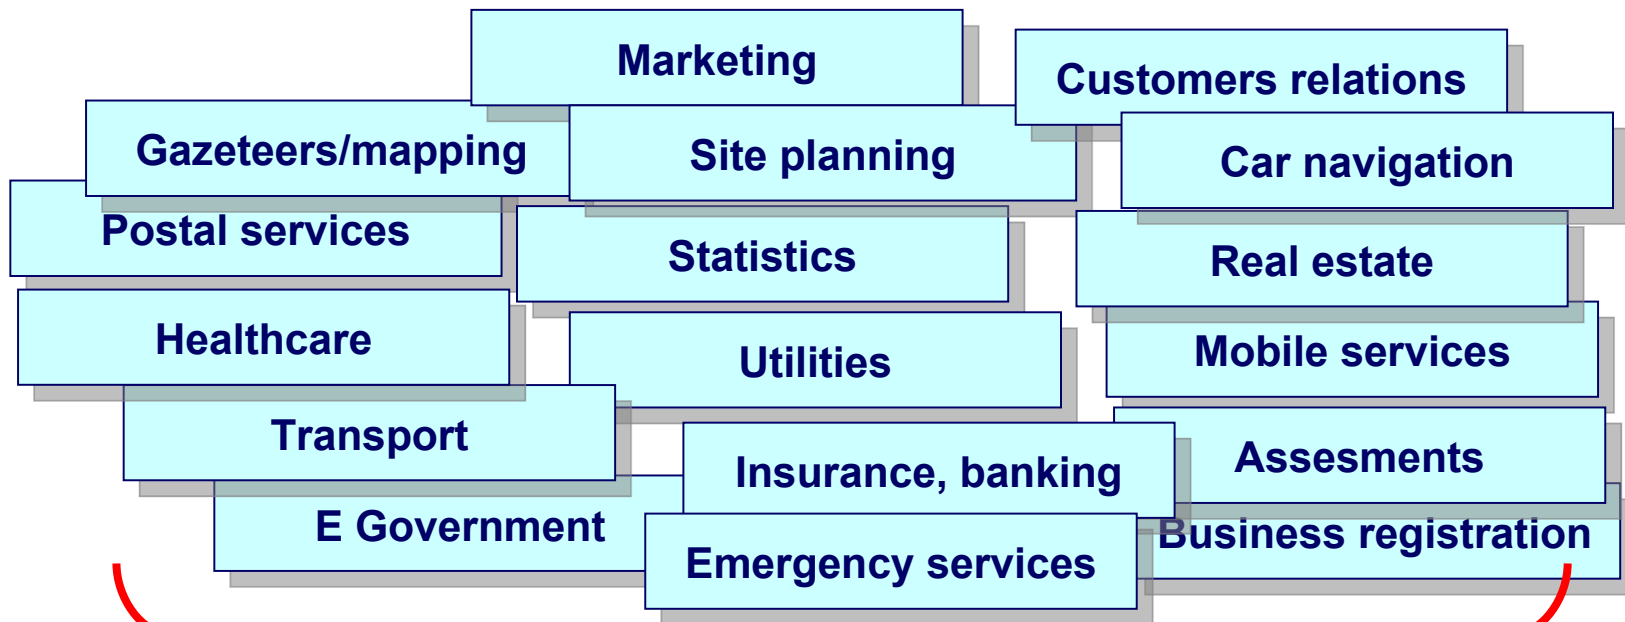 Marketing
Customers relations
Gazeteers/mapping
Site planning
Car navigation
Postal services
Statistics
Real estate
Healthcare
Utilities
Mobile services
Transport
Insurance, banking
Assesments
E Government
Emergency services
Business registration